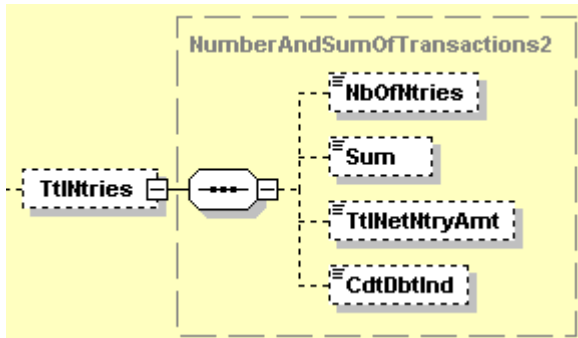 NumberAndSumOfTransactions2
NbOfNtries
Sum
TtlNtries
TtlNetNtryAmt
CdtDbtInd